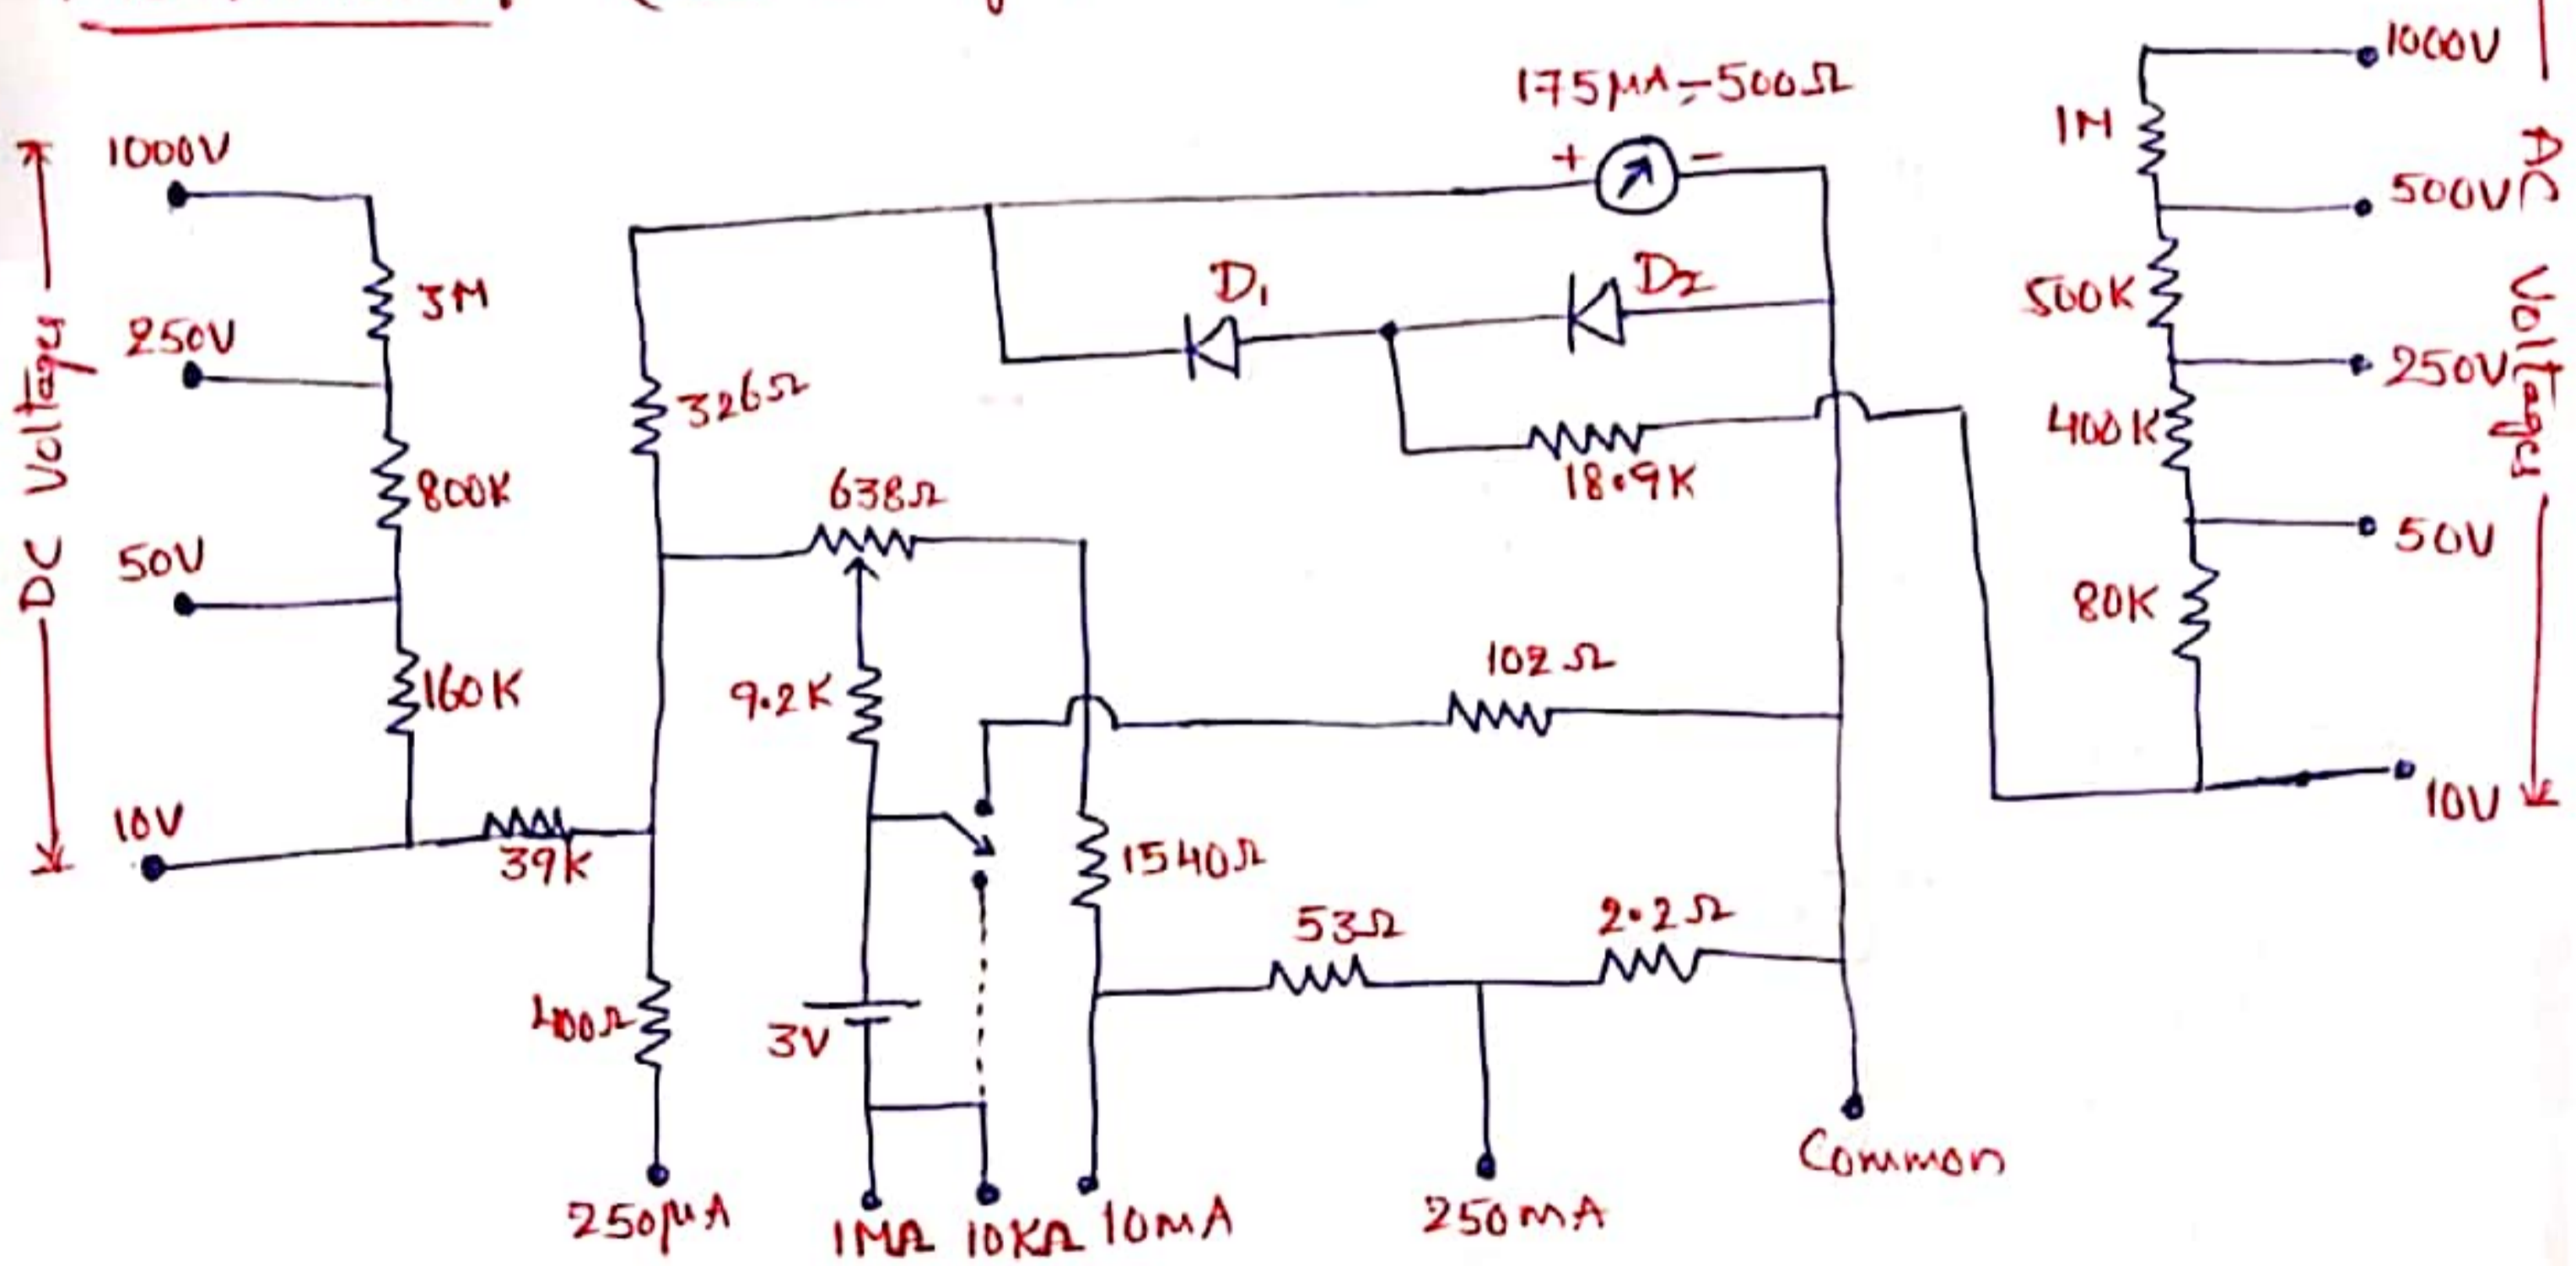 175μA-500Ω
+ -
DC Voltages
1000V
3M
250V
800K
50V
160K
10V
39K
326Ω
638Ω
9.2K
400Ω
3V
D1
D2
18.9K
102Ω
1540Ω
53Ω
2.2Ω
250μA
1MΩ
10KΩ
10mA
250mA
Common
AC Voltages
1000V
1M
500V
500K
250V
400K
50V
80K
10V